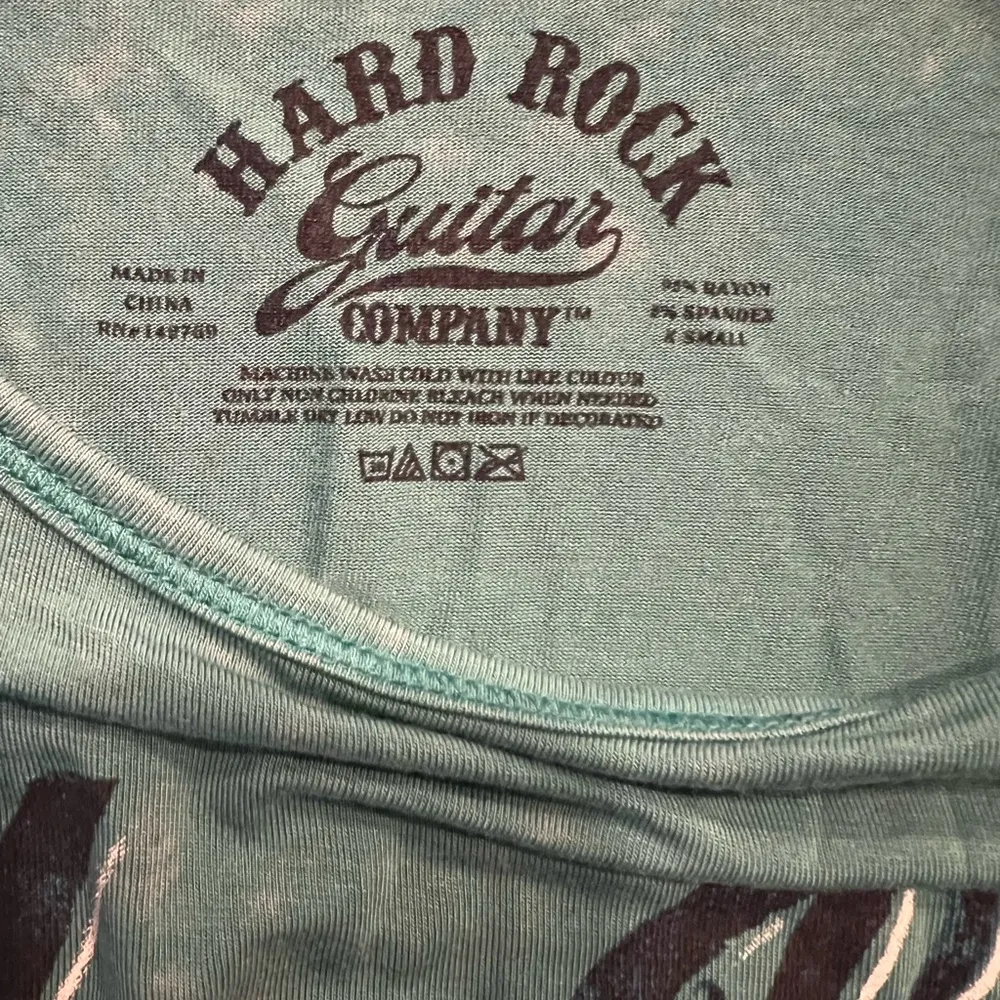 HARD ROCK
Guitar
COMPANY™
MADE IN
CHINA
RN# 149760
95% RAYON
5% SPANDEX
X SMALL
MACHINE WASH COLD WITH LIKE COLOUR
ONLY NON CHLORINE BLEACH WHEN NEEDED
TUMBLE DRY LOW DO NOT IRON IF DECORATED